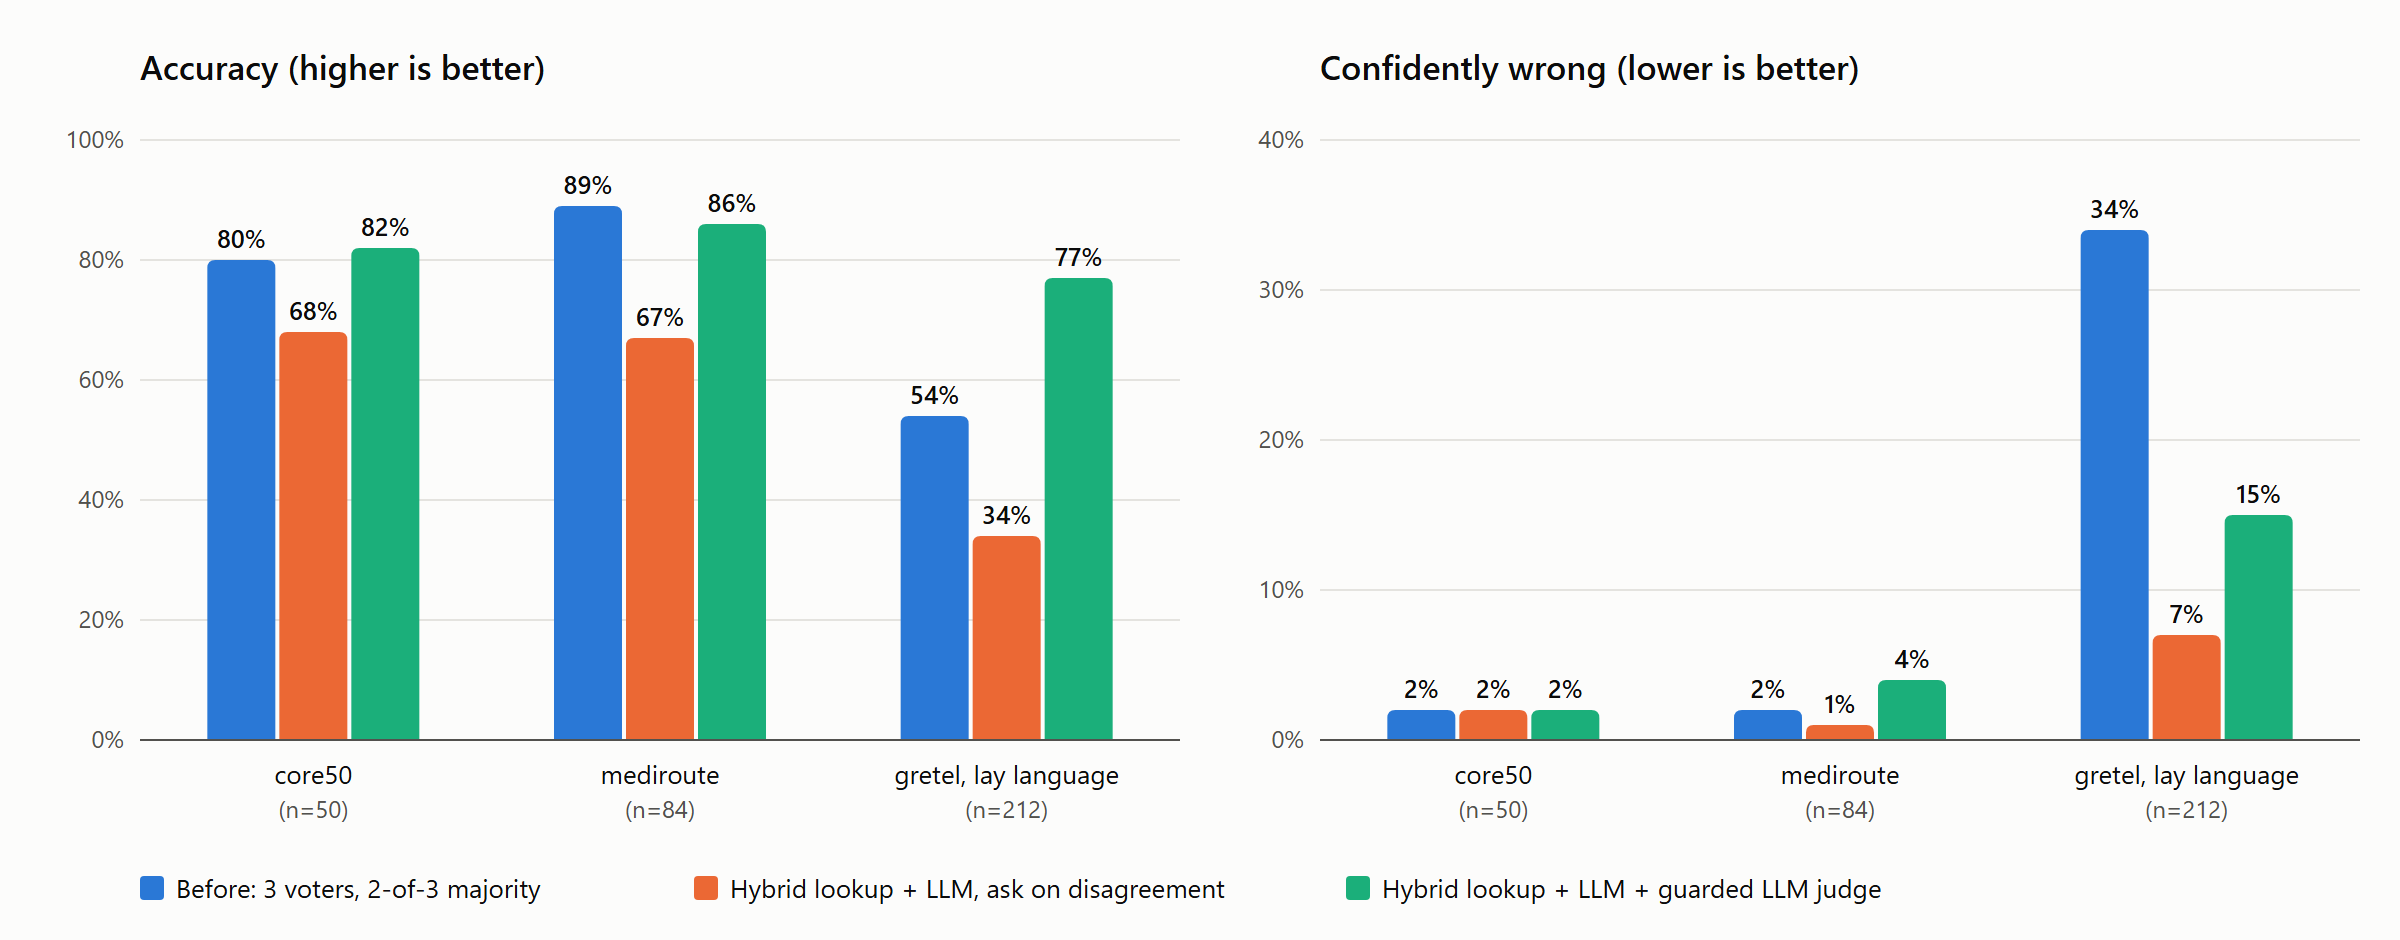 Accuracy (higher is better)
100%
80%
60%
40%
20%
0%
80%
68%
82%
89%
67%
86%
54%
34%
77%
core50
(n=50)
mediroute
(n=84)
gretel, lay language
(n=212)
Confidently wrong (lower is better)
40%
30%
20%
10%
0%
2%
2%
2%
2%
1%
4%
34%
7%
15%
core50
(n=50)
mediroute
(n=84)
gretel, lay language
(n=212)
Before: 3 voters, 2-of-3 majority
Hybrid lookup + LLM, ask on disagreement
Hybrid lookup + LLM + guarded LLM judge